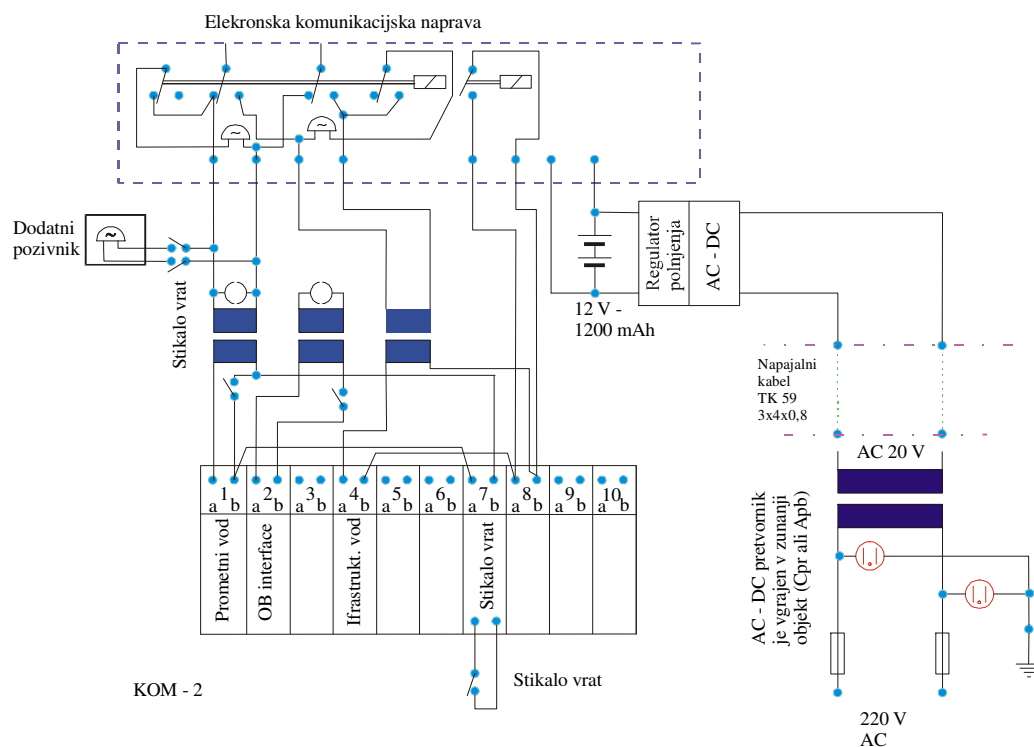 Elekronska komunikacijska naprava
~
~
Dodatni
pozivnik
~
Stikalo vrat
12 V -
1200 mAh
Regulator
polnjenja
AC - DC
Napajalni
kabel
TK 59
3x4x0,8
AC 20 V
1 2 3 4 5 6 7 8 9 10
a b a b a b a b a b a b a b a b a b a b
Prometni vod
OB interface
Ifrastrukt. vod
Stikalo vrat
AC - DC pretvornik
je vgrajen v zunanji
objekt (Cpr ali Apb)
KOM - 2
Stikalo vrat
220 V
AC